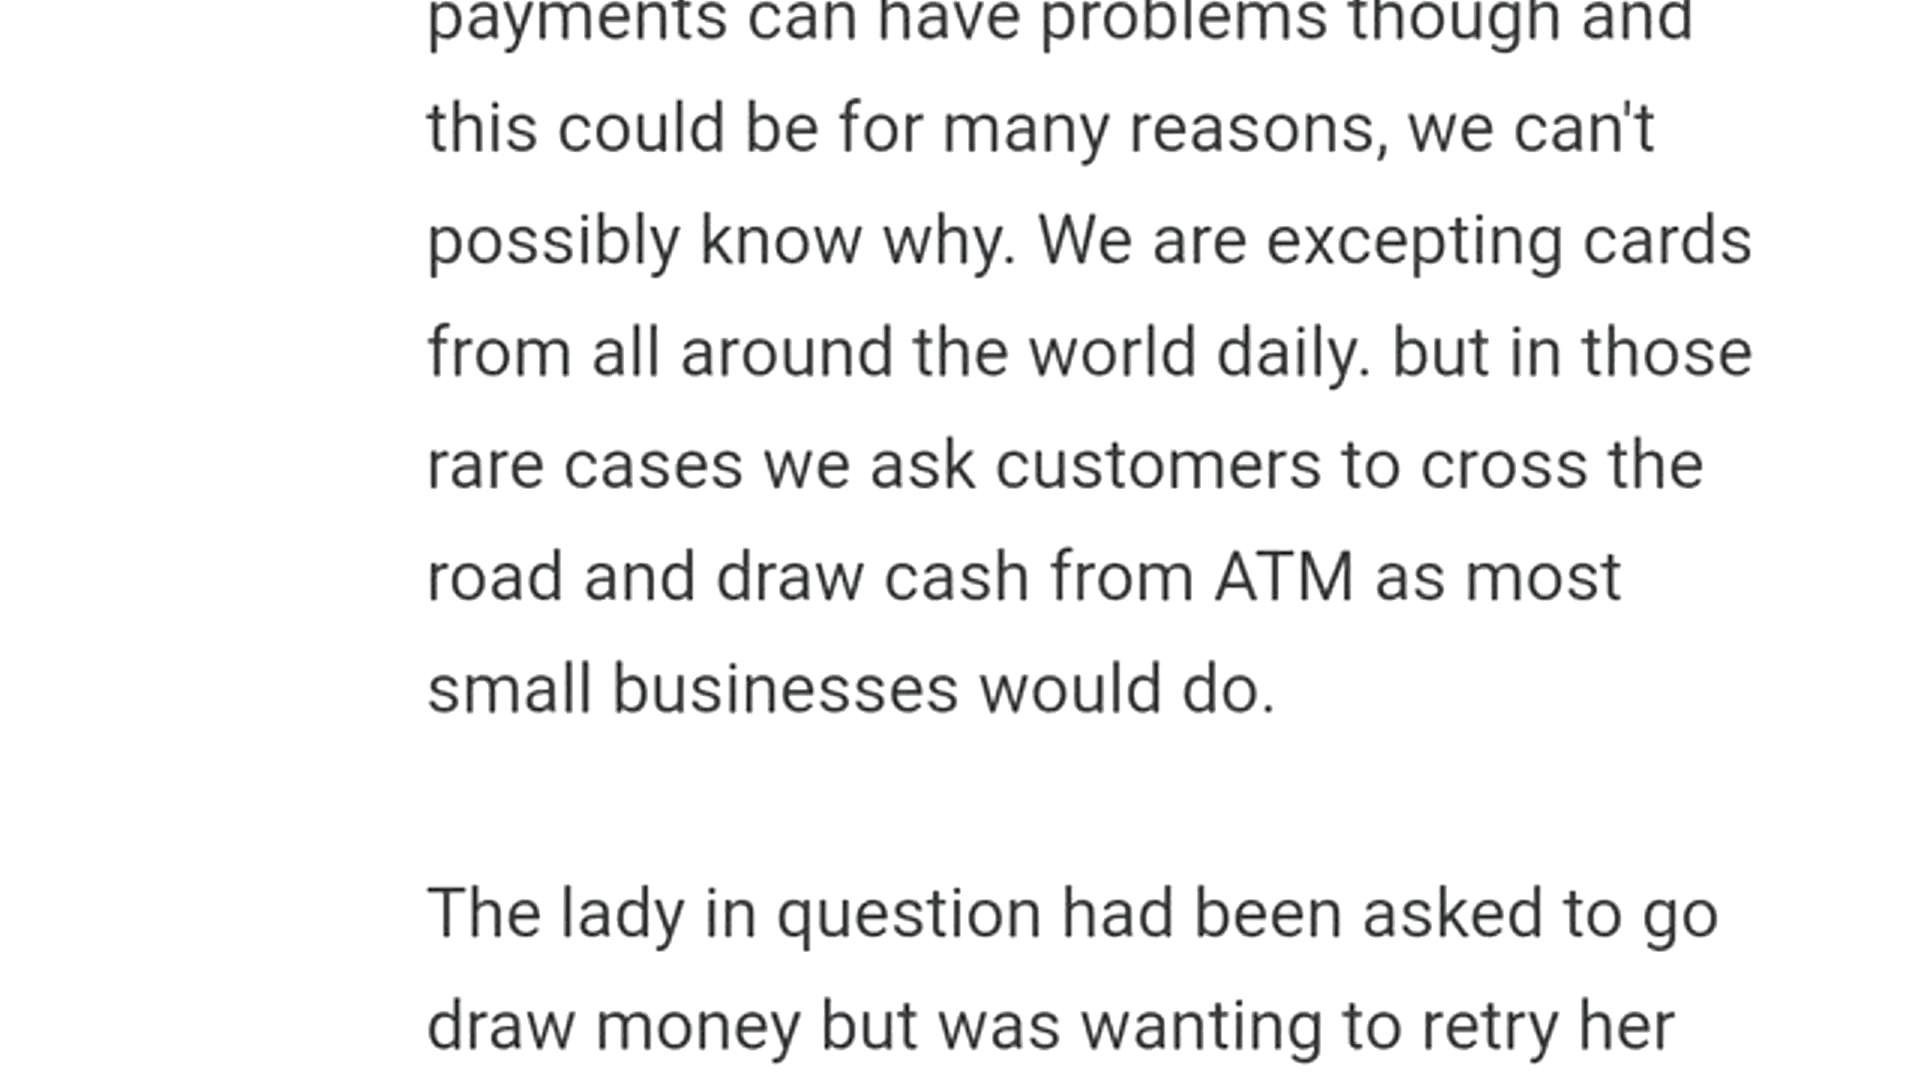 payments can have problems though and
this could be for many reasons, we can't
possibly know why. We are excepting cards
from all around the world daily. but in those
rare cases we ask customers to cross the
road and draw cash from ATM as most
small businesses would do.
The lady in question had been asked to go
draw money but was wanting to retry her